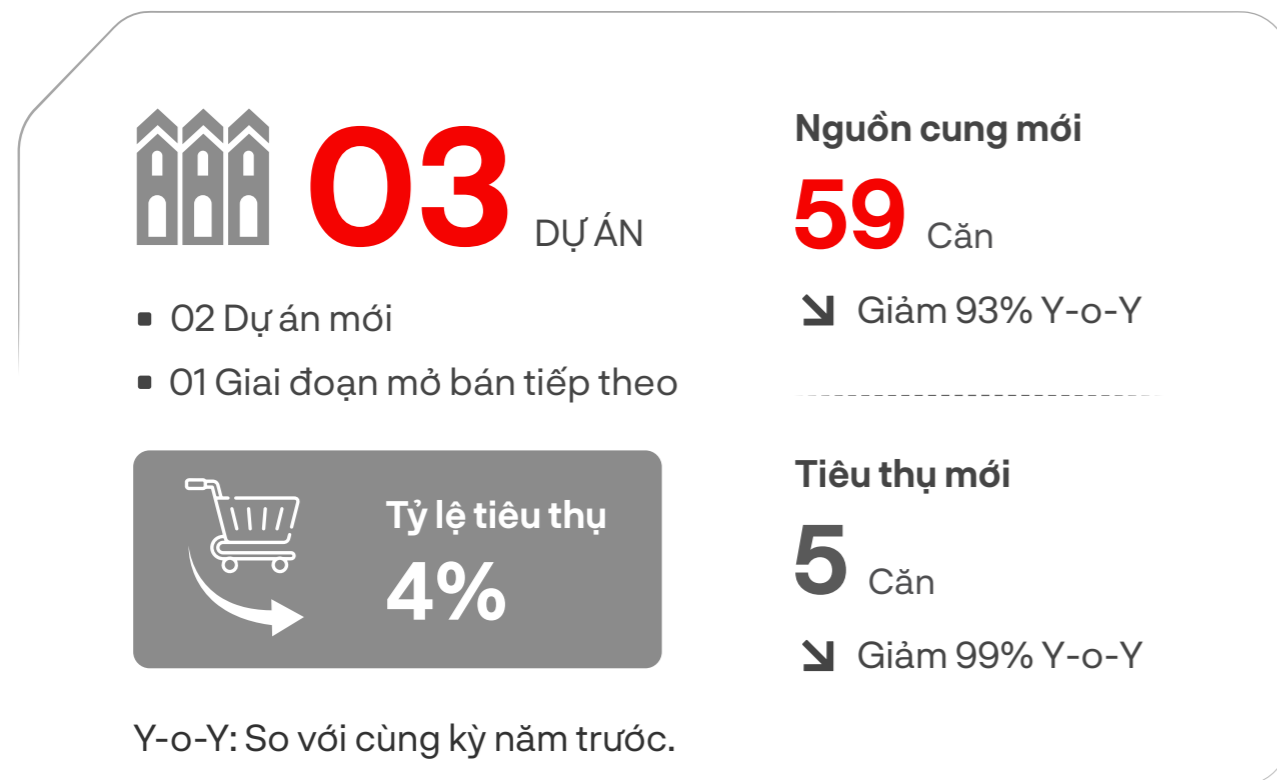 03 DỰ ÁN
02 Dự án mới
01 Giai đoạn mở bán tiếp theo
Tỷ lệ tiêu thụ
4%
Nguồn cung mới
59 Căn
Giảm 93% Y-o-Y
Tiêu thụ mới
5 Căn
Giảm 99% Y-o-Y
Y-o-Y: So với cùng kỳ năm trước.